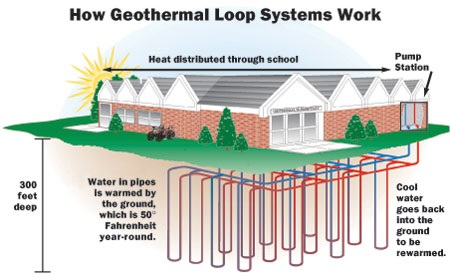 How Geothermal Loop Systems Work
Heat distributed through school
Pump
Station
300
feet
deep
Water in pipes
is warmed by
the ground,
which is 50°
Fahrenheit
year-round.
Cool
water
goes back
into the
ground
to be
rewarmed.